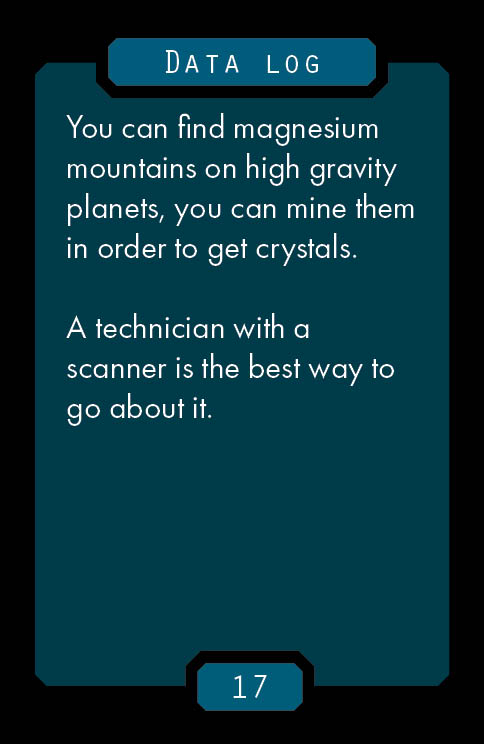 Data log
You can find magnesium
mountains on high gravity
planets, you can mine them
in order to get crystals.
A technician with a
scanner is the best way to
go about it.
17